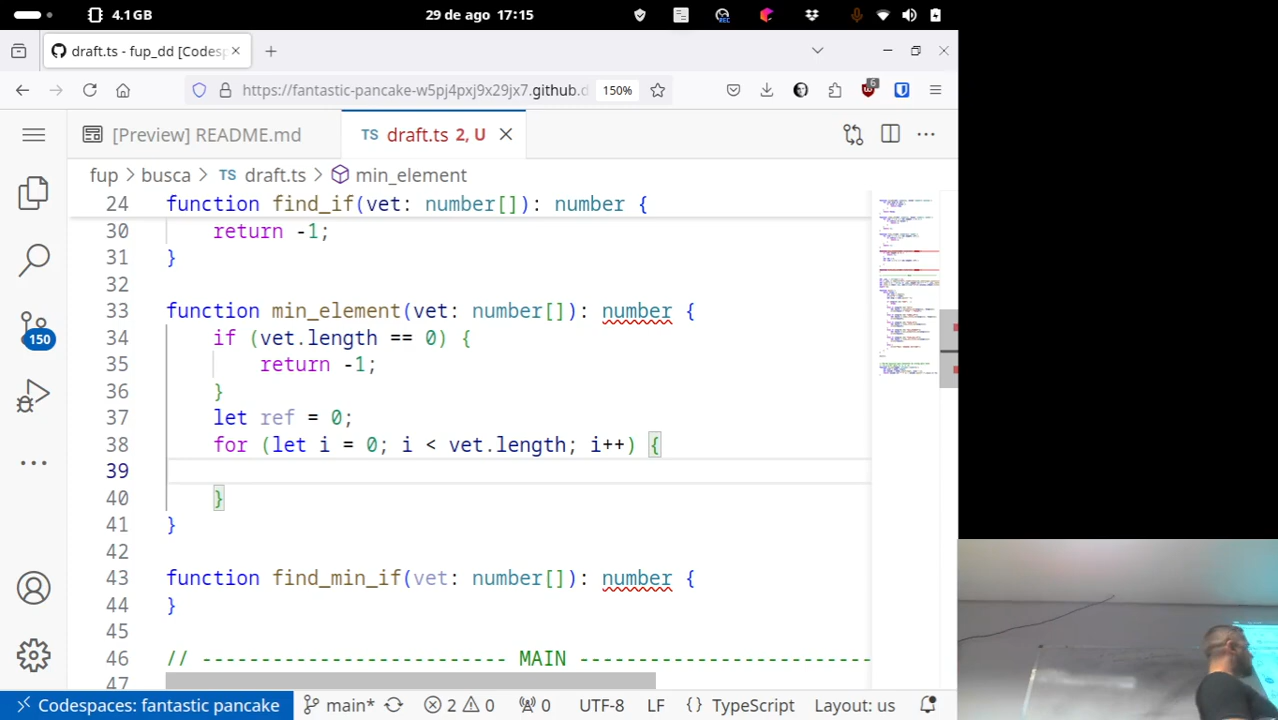 4.1GB
29 de ago 17:15
draft.ts - fup_dd [Codesp
https://fantastic-pancake-w5pj4pxj9x29jx7.github.d
150%
6
[Preview] README.md
TS draft.ts 2, U
fup > busca > TS draft.ts > min_element
24 function find_if(vet: number[]): number {
30 return -1;
31 }
32
33 function min_element(vet: number[]): number {
34 if (vet.length == 0) {
35 return -1;
36 }
37 let ref = 0;
38 for (let i = 0; i < vet.length; i++) {
39
40 }
41 }
42
43 function find_min_if(vet: number[]): number {
44 }
45
46 // -------------------------- MAIN -------------------------
47
150
Codespaces: fantastic pancake
main*
2 0
0
UTF-8
LF
{} TypeScript
Layout: us